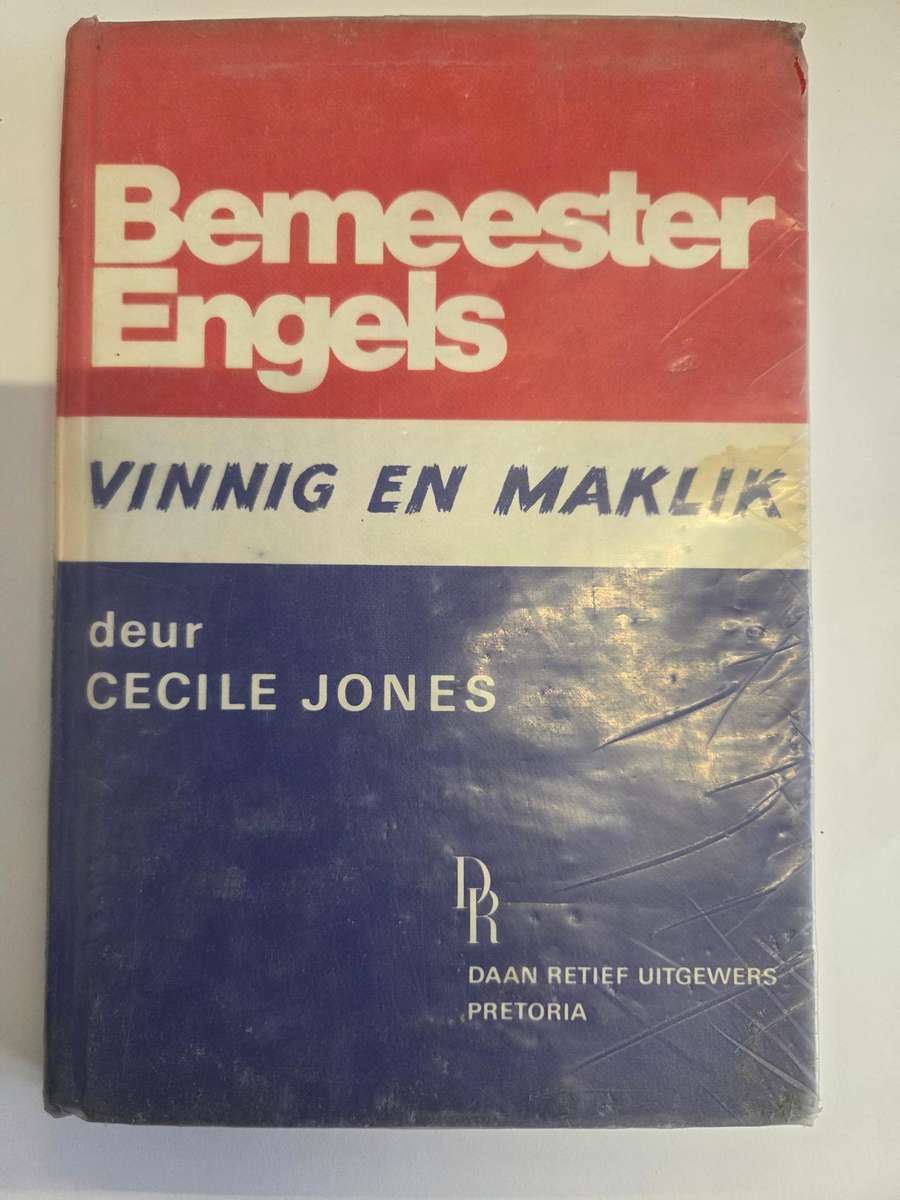 Bemeester
Engels
VINNIG EN MAKLIK
deur
CECILE JONES
DR
DAAN RETIEF UITGEWERS
PRETORIA